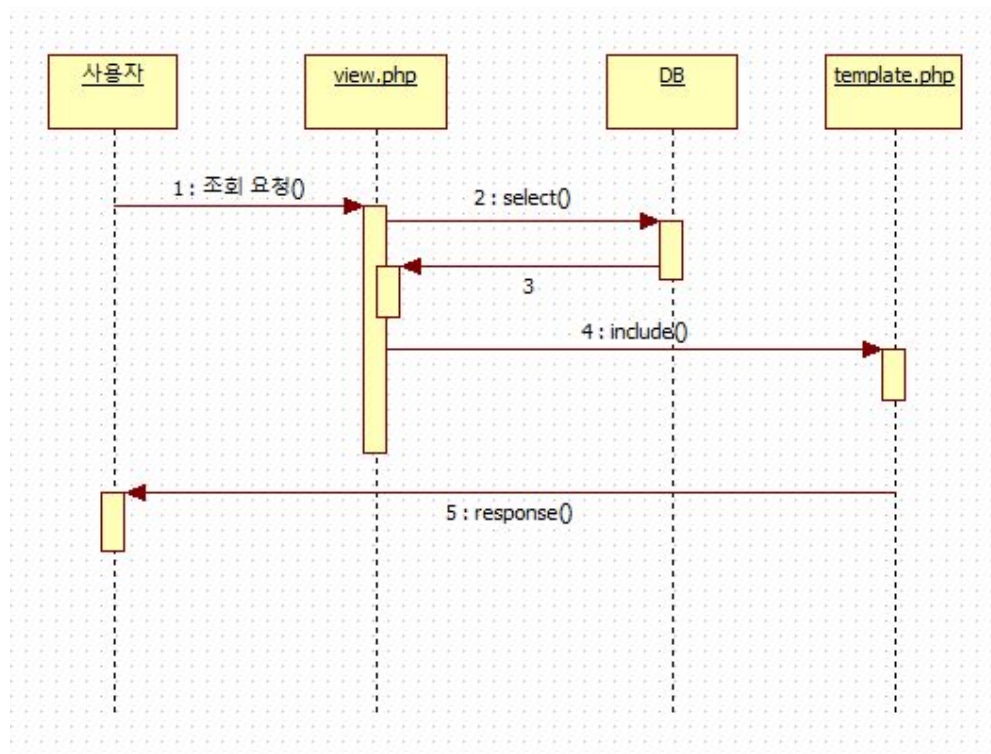 사용자
view.php
DB
template.php
1 : 조회 요청()
2 : select()
3
4 : include()
5 : response()